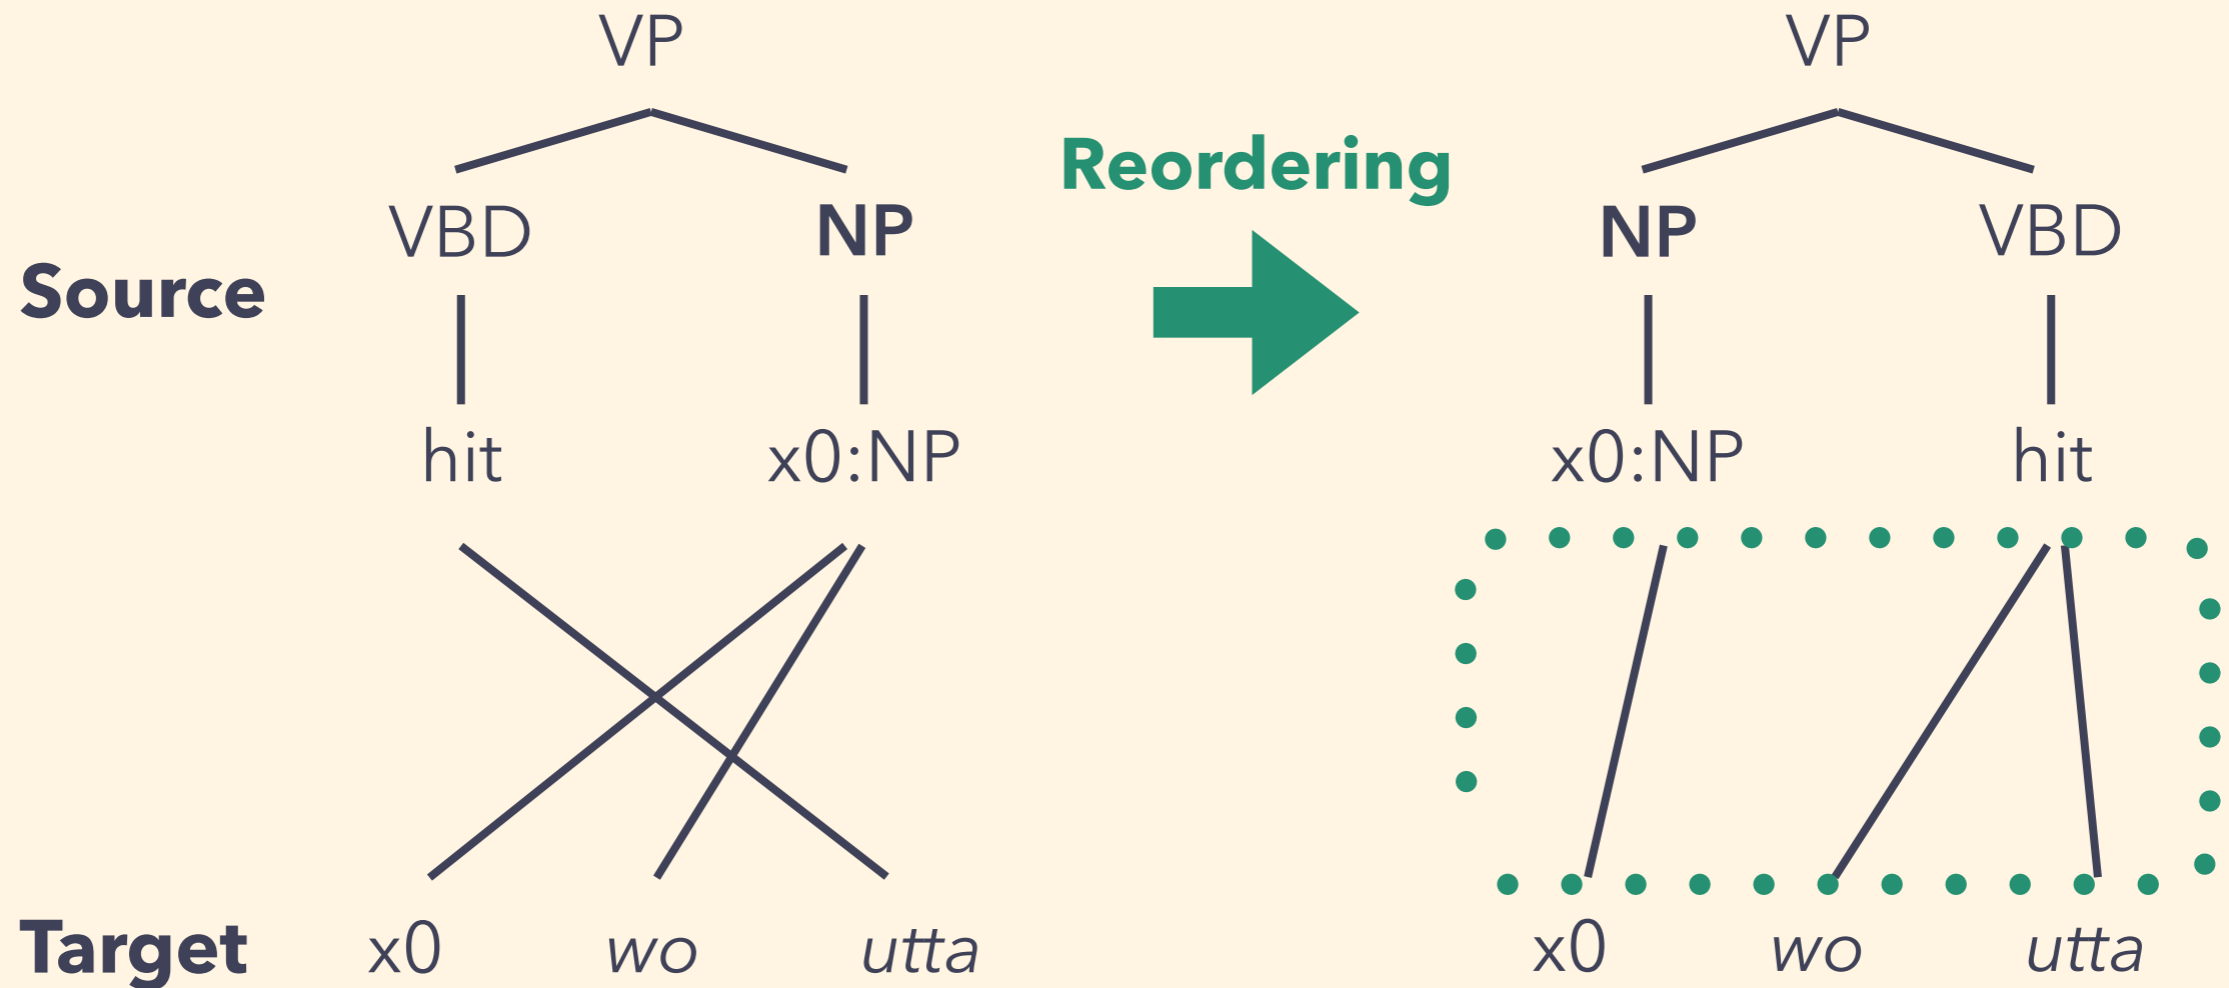 VP VP
Reordering
VBD NP NP VBD
Source
hit x0:NP x0:NP hit
Target x0 wo utta x0 wo utta